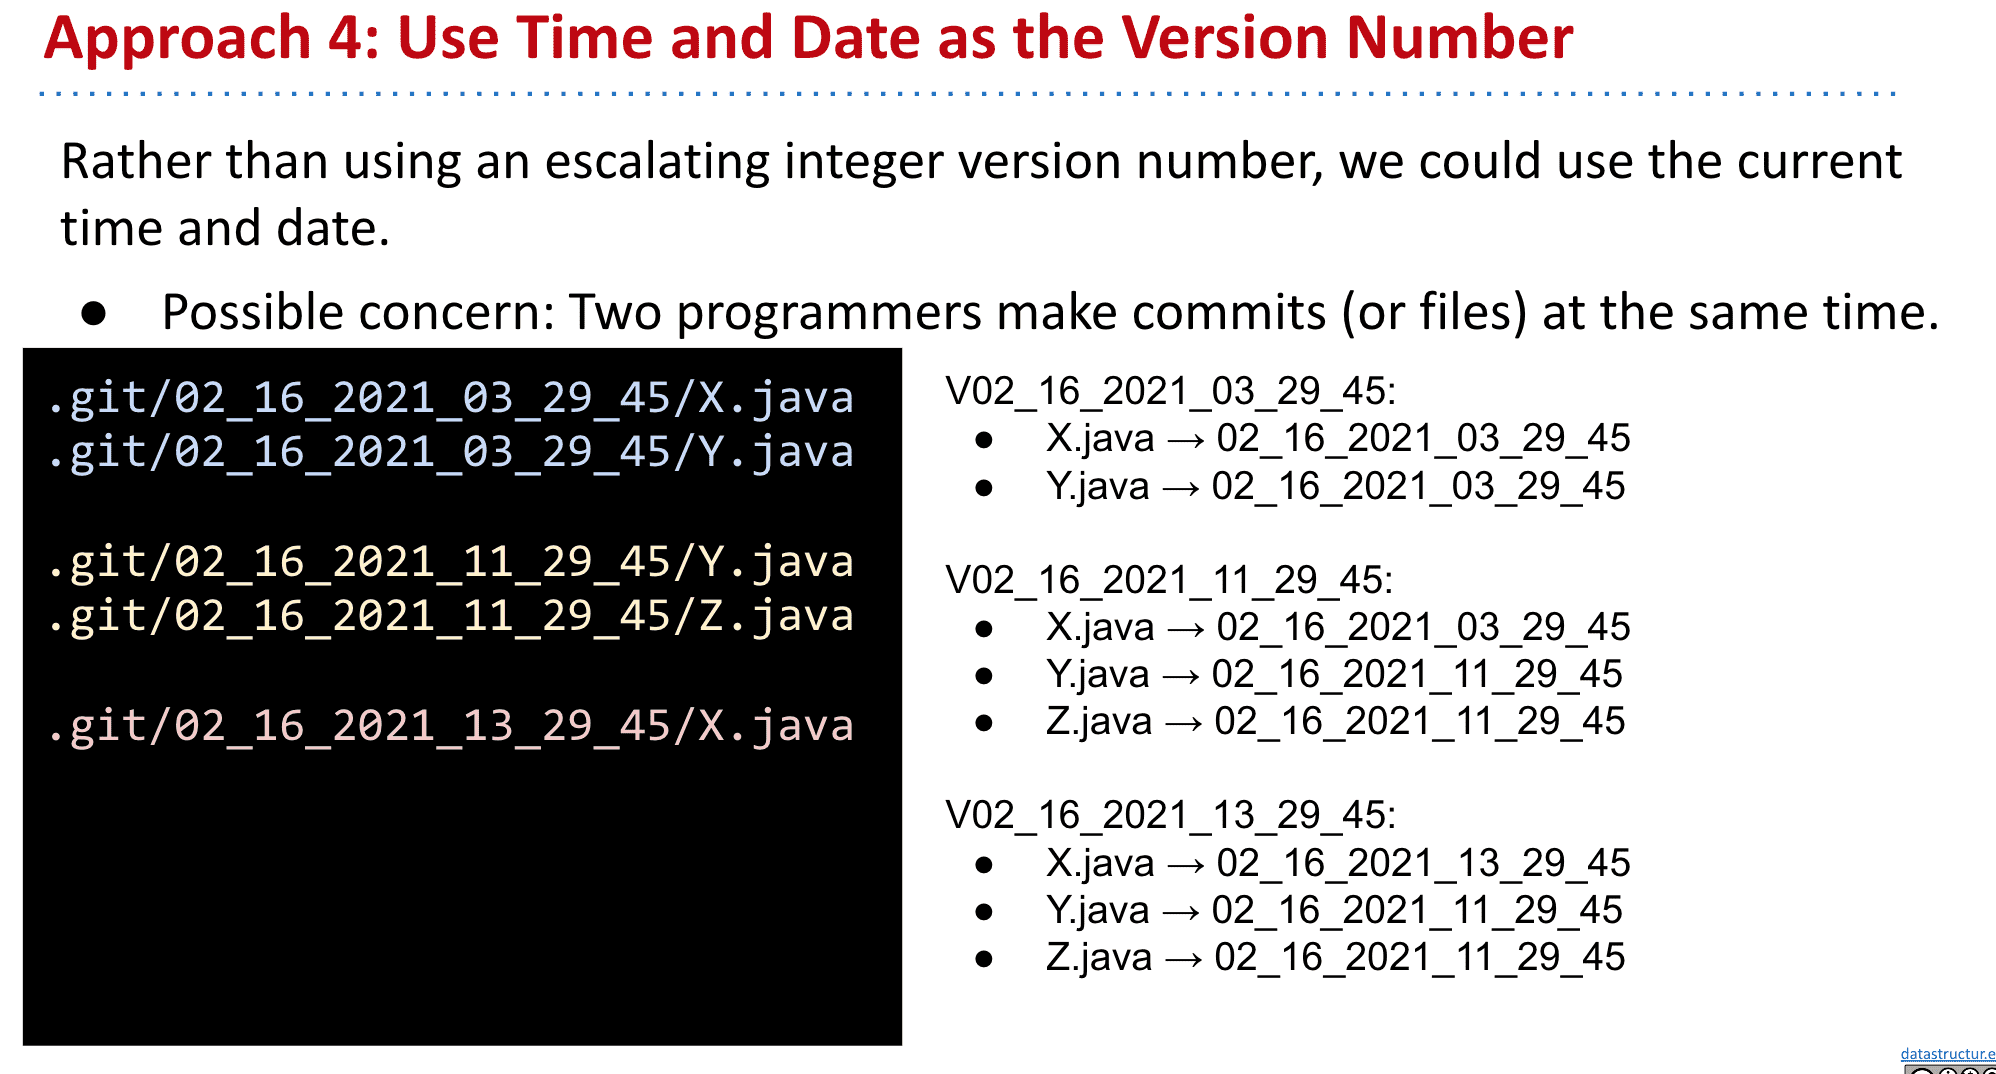 Approach 4: Use Time and Date as the Version Number
Rather than using an escalating integer version number, we could use the current
time and date.
● Possible concern: Two programmers make commits (or files) at the same time.
.git/02_16_2021_03_29_45/X.java
.git/02_16_2021_03_29_45/Y.java
.git/02_16_2021_11_29_45/Y.java
.git/02_16_2021_11_29_45/Z.java
.git/02_16_2021_13_29_45/X.java
V02_16_2021_03_29_45:
● X.java → 02_16_2021_03_29_45
● Y.java → 02_16_2021_03_29_45
V02_16_2021_11_29_45:
● X.java → 02_16_2021_03_29_45
● Y.java → 02_16_2021_11_29_45
● Z.java → 02_16_2021_11_29_45
V02_16_2021_13_29_45:
● X.java → 02_16_2021_13_29_45
● Y.java → 02_16_2021_11_29_45
● Z.java → 02_16_2021_11_29_45
datastructur.e